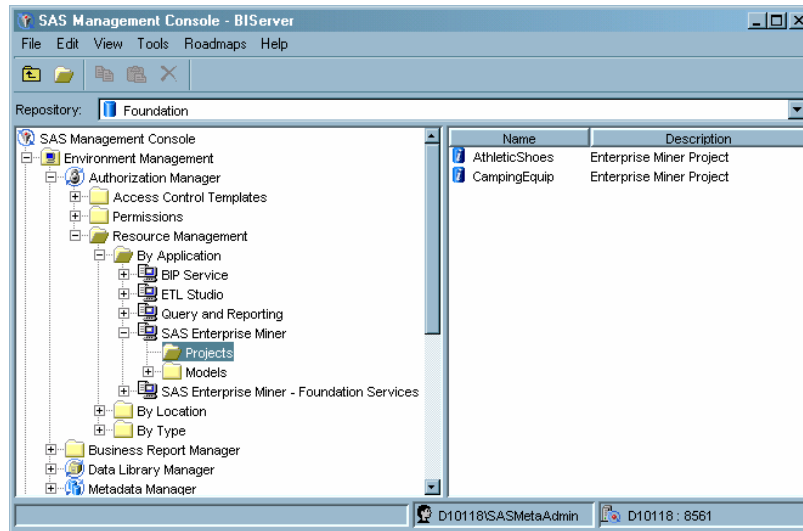 SAS Management Console - BIServer
File Edit View Tools Roadmaps Help
Repository: Foundation
SAS Management Console
Environment Management
Authorization Manager
Access Control Templates
Permissions
Resource Management
By Application
BIP Service
ETL Studio
Query and Reporting
SAS Enterprise Miner
Projects
Models
SAS Enterprise Miner - Foundation Services
By Location
By Type
Business Report Manager
Data Library Manager
Metadata Manager
Name Description
AthleticShoes Enterprise Miner Project
CampingEquip Enterprise Miner Project
D10118\SASMetaAdmin D10118 : 8561